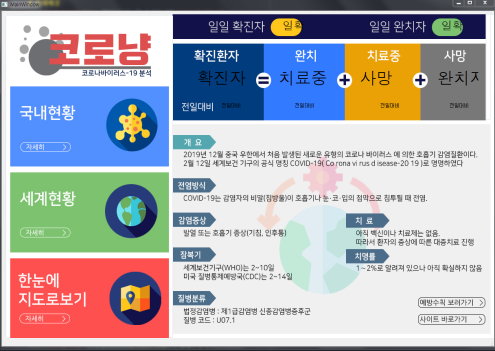 MainWindow
코로냥
코로나바이러스-19 분석
일일 확진자 일확
일일 완치자 일확
확진환자 완치 치료중 사망
확진자 = 치료중 + 사망 + 완치자
전일대비 전일대비 전일대비 전일대비 전일대비
국내현황
자세히 >
세계현황
자세히 >
한눈에
지도로보기
자세히 >
개 요
2019년 12월 중국 우한에서 처음 발생된 새로운 유형의 코로나 바이러스 에 의한 호흡기 감염질환이다.
2월 12일 세계보건 기구의 공식 명칭 COVID-19( Co rona vi rus d isease-20 19 )로 명명하였다
전염방식
COVID-19는 감염자의 비말(침방울)이 호흡기나 눈·코·입의 점막으로 침투될 때 전염.
감염증상
발열 또는 호흡기 증상(기침, 인후통)
치 료
아직 백신이나 치료제는 없음.
따라서 환자의 증상에 따른 대증치료 진행
잠복기
세계보건기구(WHO)는 2~10일
미국 질병통제예방국(CDC)는 2~14일
치명률
1~2%로 알려져 있으나 아직 확실하지 않음
질병분류
법정감염병 : 제1급감염병 신종감염병증후군
질병 코드 : U07.1
예방수칙 보러가기 >
사이트 바로가기 >